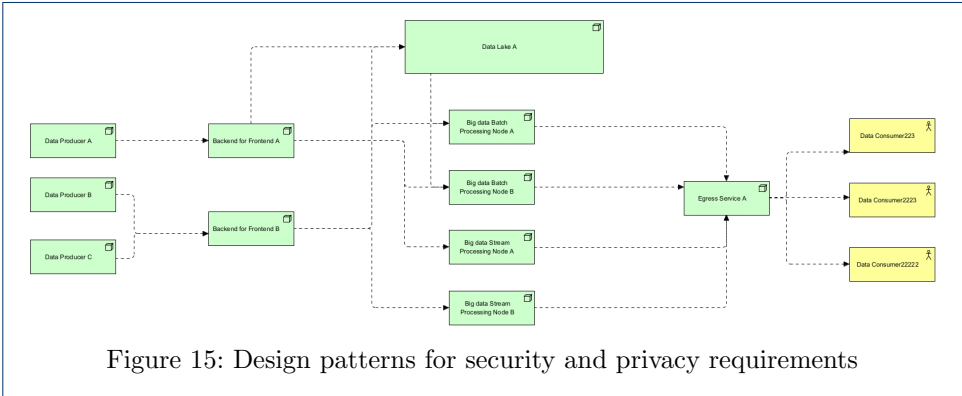 Data Lake A
Data Producer A
Backend for Frontend A
Big data Batch
Processing Node A
Data Consumer223
Data Producer B
Big data Batch
Processing Node B
Egress Service A
Data Consumer2223
Backend for Frontend B
Data Producer C
Big data Stream
Processing Node A
Data Consumer22222
Big data Stream
Processing Node B
Figure 15: Design patterns for security and privacy requirements